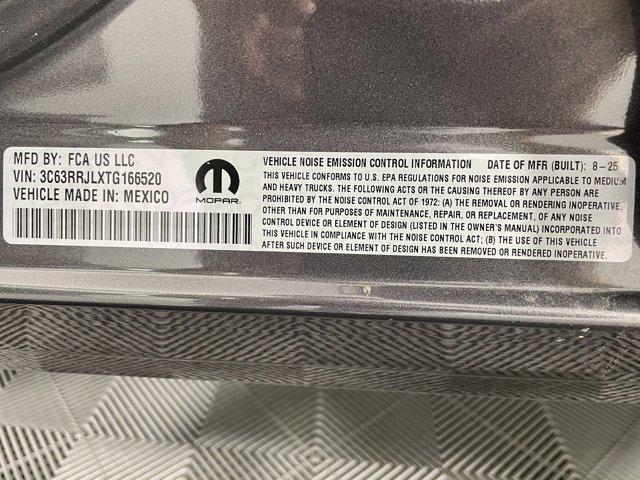 MFD BY: FCA US LLC
VIN: 3C63RRJLXTG166520
VEHICLE MADE IN: MEXICO
MOPAR
VEHICLE NOISE EMISSION CONTROL INFORMATION DATE OF MFR (BUILT): 8-25
THIS VEHICLE CONFORMS TO U.S. EPA REGULATIONS FOR NOISE EMISSION APPLICABLE TO MEDIUM
AND HEAVY TRUCKS. THE FOLLOWING ACTS OR THE CAUSING THEREOF BY ANY PERSON ARE
PROHIBITED BY THE NOISE CONTROL ACT OF 1972: (A) THE REMOVAL OR RENDERING INOPERATIVE,
OTHER THAN FOR PURPOSES OF MAINTENANCE, REPAIR, OR REPLACEMENT, OF ANY NOISE
CONTROL DEVICE OR ELEMENT OF DESIGN (LISTED IN THE OWNER'S MANUAL) INCORPORATED INTO
THIS VEHICLE IN COMPLIANCE WITH THE NOISE CONTROL ACT; (B) THE USE OF THIS VEHICLE
AFTER SUCH DEVICE OR ELEMENT OF DESIGN HAS BEEN REMOVED OR RENDERED INOPERATIVE.